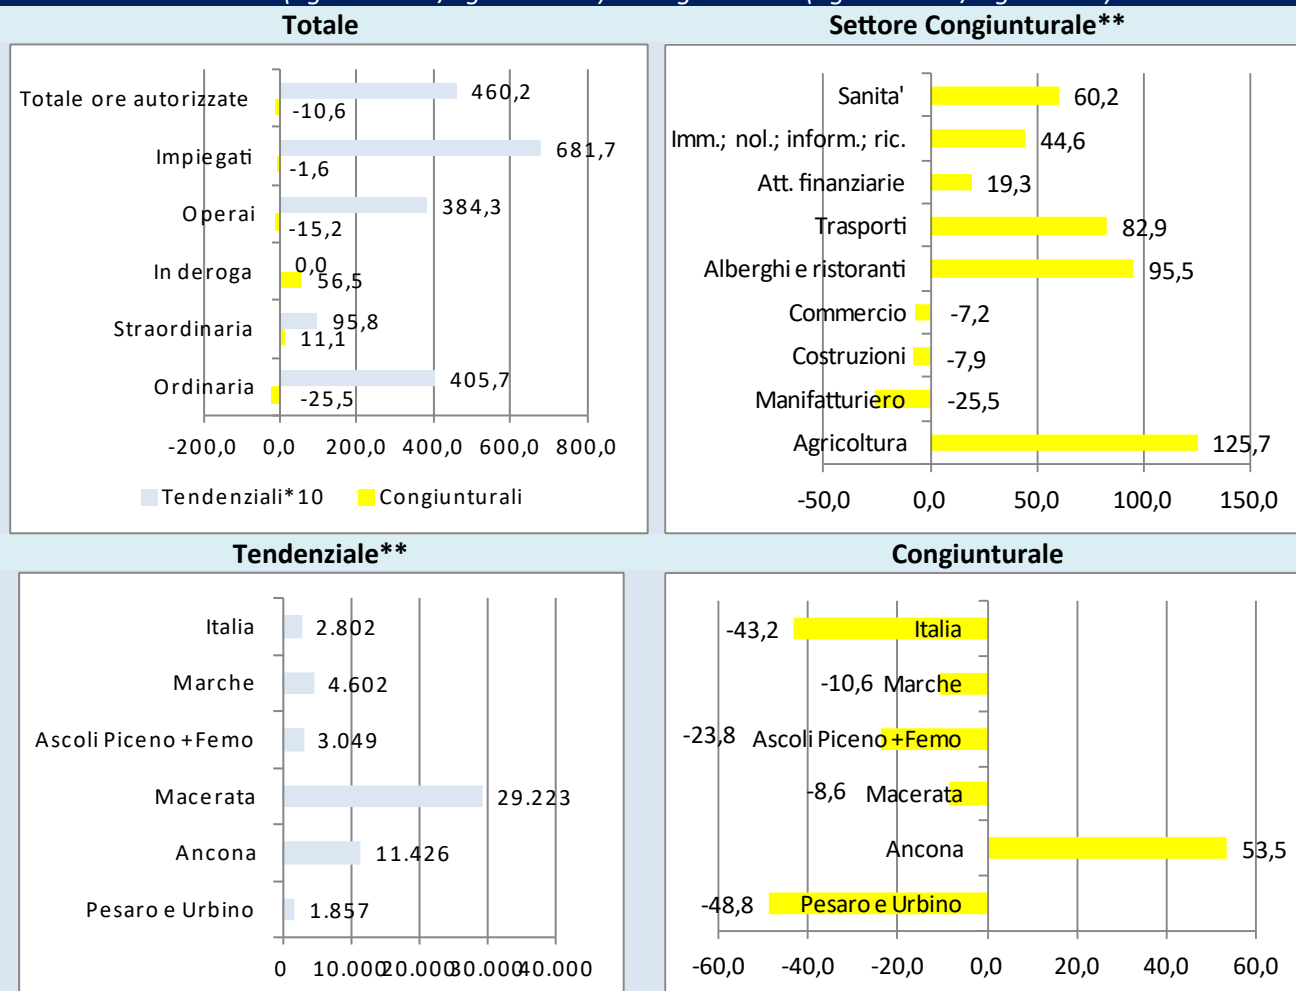 Totale
Totale ore autorizzate
460,2
-10,6
Impiegati
681,7
-1,6
Operai
384,3
-15,2
In deroga
0,0
56,5
Straordinaria
95,8
11,1
Ordinaria
405,7
-25,5
-200,0 0,0 200,0 400,0 600,0 800,0
Tendenziali*10 Congiunturali
Settore Congiunturale**
Sanita' 60,2
Imm.; nol.; inform.; ric. 44,6
Att. finanziarie 19,3
Trasporti 82,9
Alberghi e ristoranti 95,5
Commercio -7,2
Costruzioni -7,9
Manifatturiero -25,5
Agricoltura 125,7
-50,0 0,0 50,0 100,0 150,0
Tendenziale**
Italia 2.802
Marche 4.602
Ascoli Piceno +Femo 3.049
Macerata 29.223
Ancona 11.426
Pesaro e Urbino 1.857
0 10.000 20.000 30.000 40.000
Congiunturale
-43,2 Italia
-10,6 Marche
-23,8 Ascoli Piceno +Femo
-8,6 Macerata
Ancona 53,5
-48,8 Pesaro e Urbino
-60,0 -40,0 -20,0 0,0 20,0 40,0 60,0